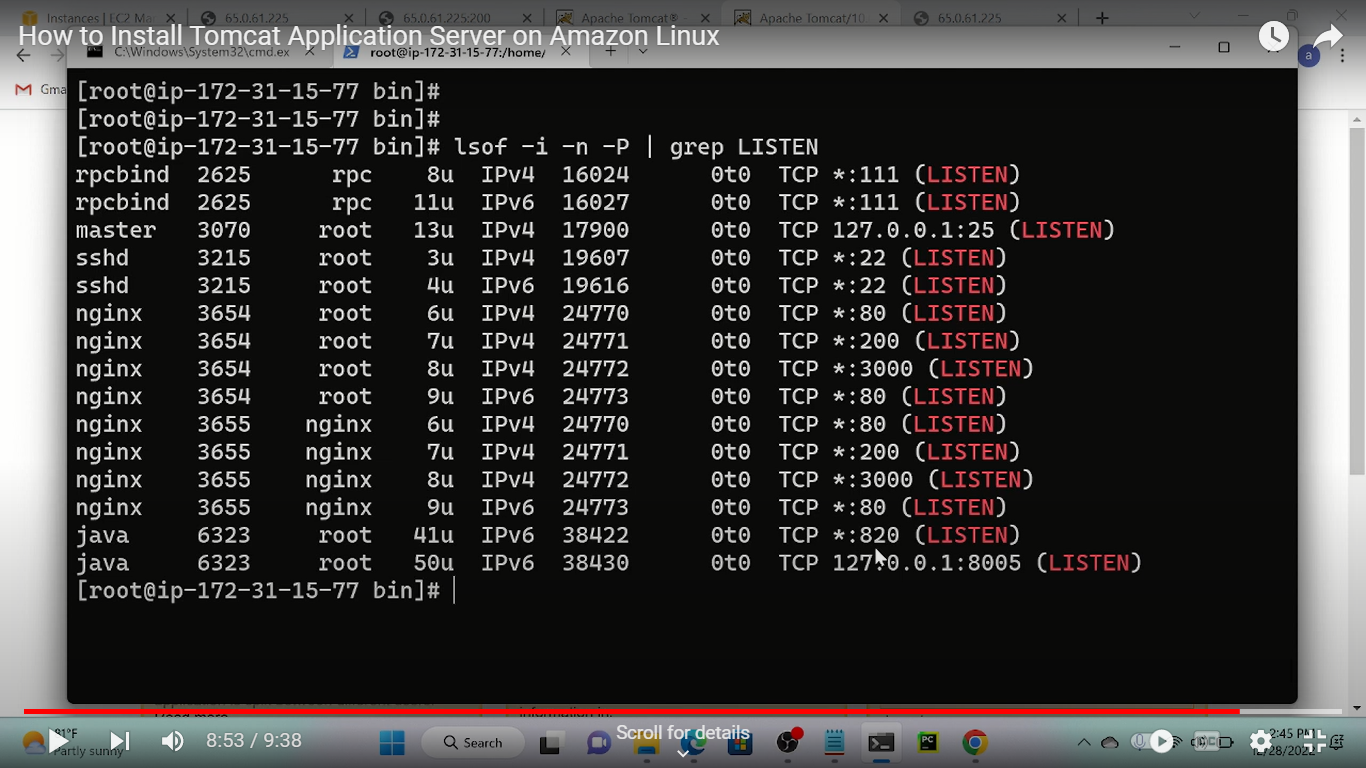 Instances | EC2 Ma
65.0.61.225
65.0.61.225:200
Apache Tomcat®
Apache Tomcat/10
65.0.61.225
How to Install Tomcat Application Server on Amazon Linux
C:\Windows\System32\cmd.ex
root@ip-172-31-15-77:/home/
a
Gma
[root@ip-172-31-15-77 bin]#
[root@ip-172-31-15-77 bin]#
[root@ip-172-31-15-77 bin]# lsof -i -n -P | grep LISTEN
rpcbind 2625 rpc 8u IPv4 16024 0t0 TCP *:111 (LISTEN)
rpcbind 2625 rpc 11u IPv6 16027 0t0 TCP *:111 (LISTEN)
master 3070 root 13u IPv4 17900 0t0 TCP 127.0.0.1:25 (LISTEN)
sshd 3215 root 3u IPv4 19607 0t0 TCP *:22 (LISTEN)
sshd 3215 root 4u IPv6 19616 0t0 TCP *:22 (LISTEN)
nginx 3654 root 6u IPv4 24770 0t0 TCP *:80 (LISTEN)
nginx 3654 root 7u IPv4 24771 0t0 TCP *:200 (LISTEN)
nginx 3654 root 8u IPv4 24772 0t0 TCP *:3000 (LISTEN)
nginx 3654 root 9u IPv6 24773 0t0 TCP *:80 (LISTEN)
nginx 3655 nginx 6u IPv4 24770 0t0 TCP *:80 (LISTEN)
nginx 3655 nginx 7u IPv4 24771 0t0 TCP *:200 (LISTEN)
nginx 3655 nginx 8u IPv4 24772 0t0 TCP *:3000 (LISTEN)
nginx 3655 nginx 9u IPv6 24773 0t0 TCP *:80 (LISTEN)
java 6323 root 41u IPv6 38422 0t0 TCP *:820 (LISTEN)
java 6323 root 50u IPv6 38430 0t0 TCP 127.0.0.1:8005 (LISTEN)
[root@ip-172-31-15-77 bin]#
Partly sunny
8:53 / 9:38
Search
Scroll for details
PC
2:45 PM
12/28/2022